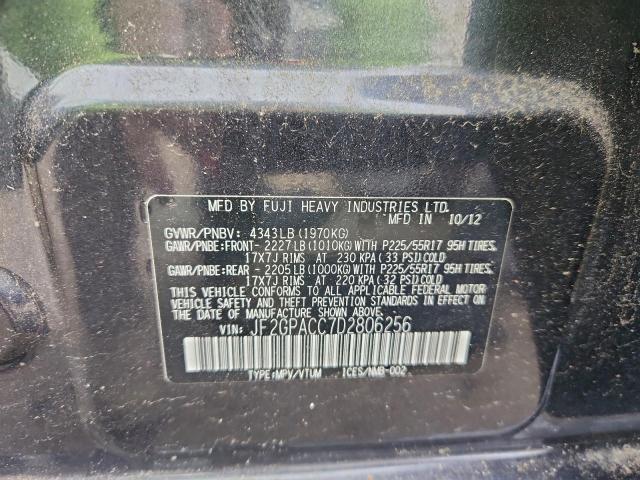 MFD BY FUJI HEAVY INDUSTRIES LTD.
MFD IN 10/12
GVWR/PNBV: 4343LB(1970KG)
GAWR/PNBE:FRONT-2227LB(1010KG)WITH P225/55R17 95H TIRES.
17X7J RIMS AT 230 KPA(33 PSI)COLD
GAWR/PNBE:REAR -2205LB(1000KG)WITH P225/55R17 95H TIRES.
17X7J RIMS AT 220 KPA(32 PSI)COLD
THIS VEHICLE CONFORMS TO ALL APPLICABLE FEDERAL MOTOR
VEHICLE SAFETY AND THEFT PREVENTION STANDARDS IN EFFECT
ON THE DATE OF MANUFACTURE SHOWN ABOVE.
VIN: JF2GPACC7D2806256
TYPE:MPV/VTUM ICES/NMB-002